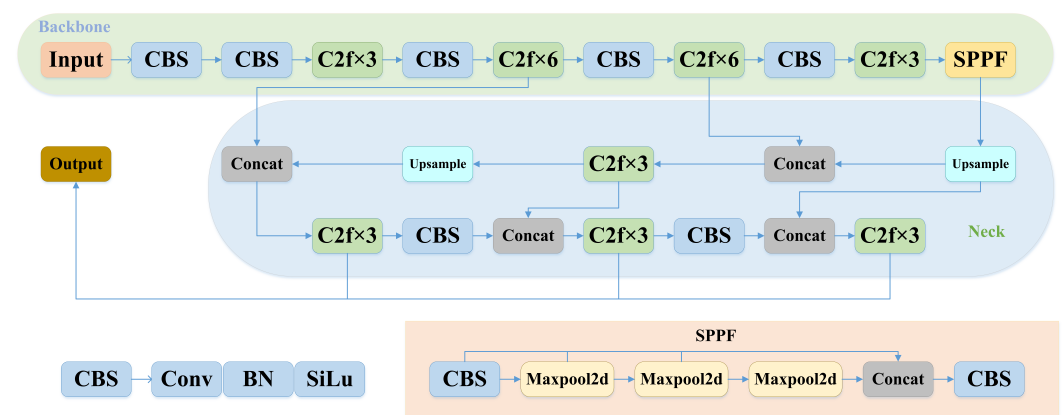 Backbone
Input CBS CBS C2f×3 CBS C2f×6 CBS C2f×6 CBS C2f×3 SPPF
Output Concat Upsample C2f×3 Concat Upsample
C2f×3 CBS Concat C2f×3 CBS Concat C2f×3 Neck
SPPF
CBS Conv BN SiLu CBS Maxpool2d Maxpool2d Maxpool2d Concat CBS